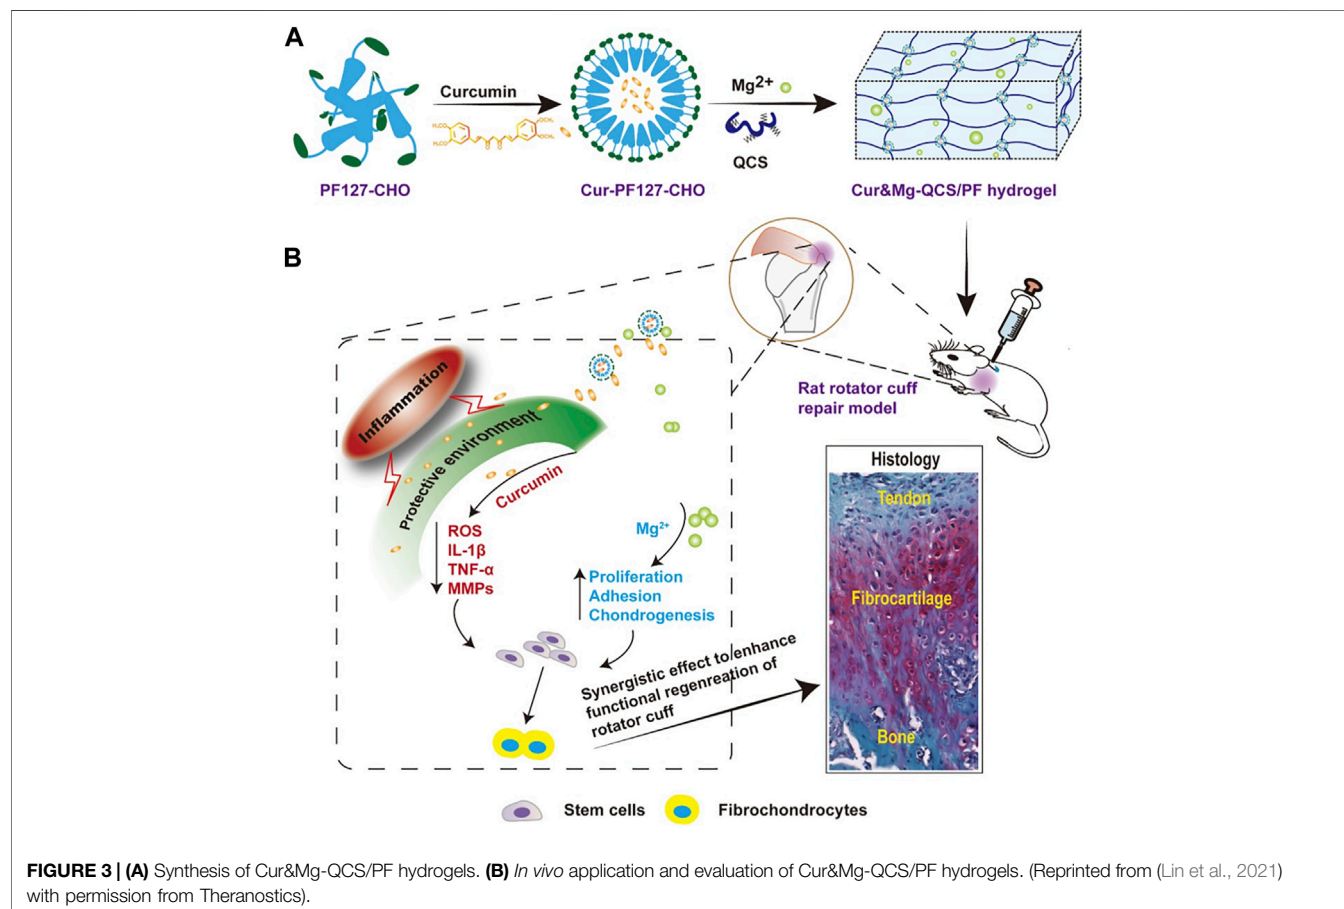 A
Curcumin
H₃CO
H₃CO
OCH₃
OCH₃
Mg2+
QCS
PF127-CHO
Cur-PF127-CHO
Cur&Mg-QCS/PF hydrogel
B
Rat rotator cuff
repair model
Inflammation
Protective environment
Curcumin
ROS
IL-1β
TNF-α
MMPs
Mg2+
Proliferation
Adhesion
Chondrogenesis
Synergistic effect to enhance
functional regenreation of
rotator cuff
Histology
Tendon
Fibrocartilage
Bone
Stem cells
Fibrochondrocytes
FIGURE 3 | (A) Synthesis of Cur&Mg-QCS/PF hydrogels. (B) In vivo application and evaluation of Cur&Mg-QCS/PF hydrogels. (Reprinted from (Lin et al., 2021)
with permission from Theranostics).